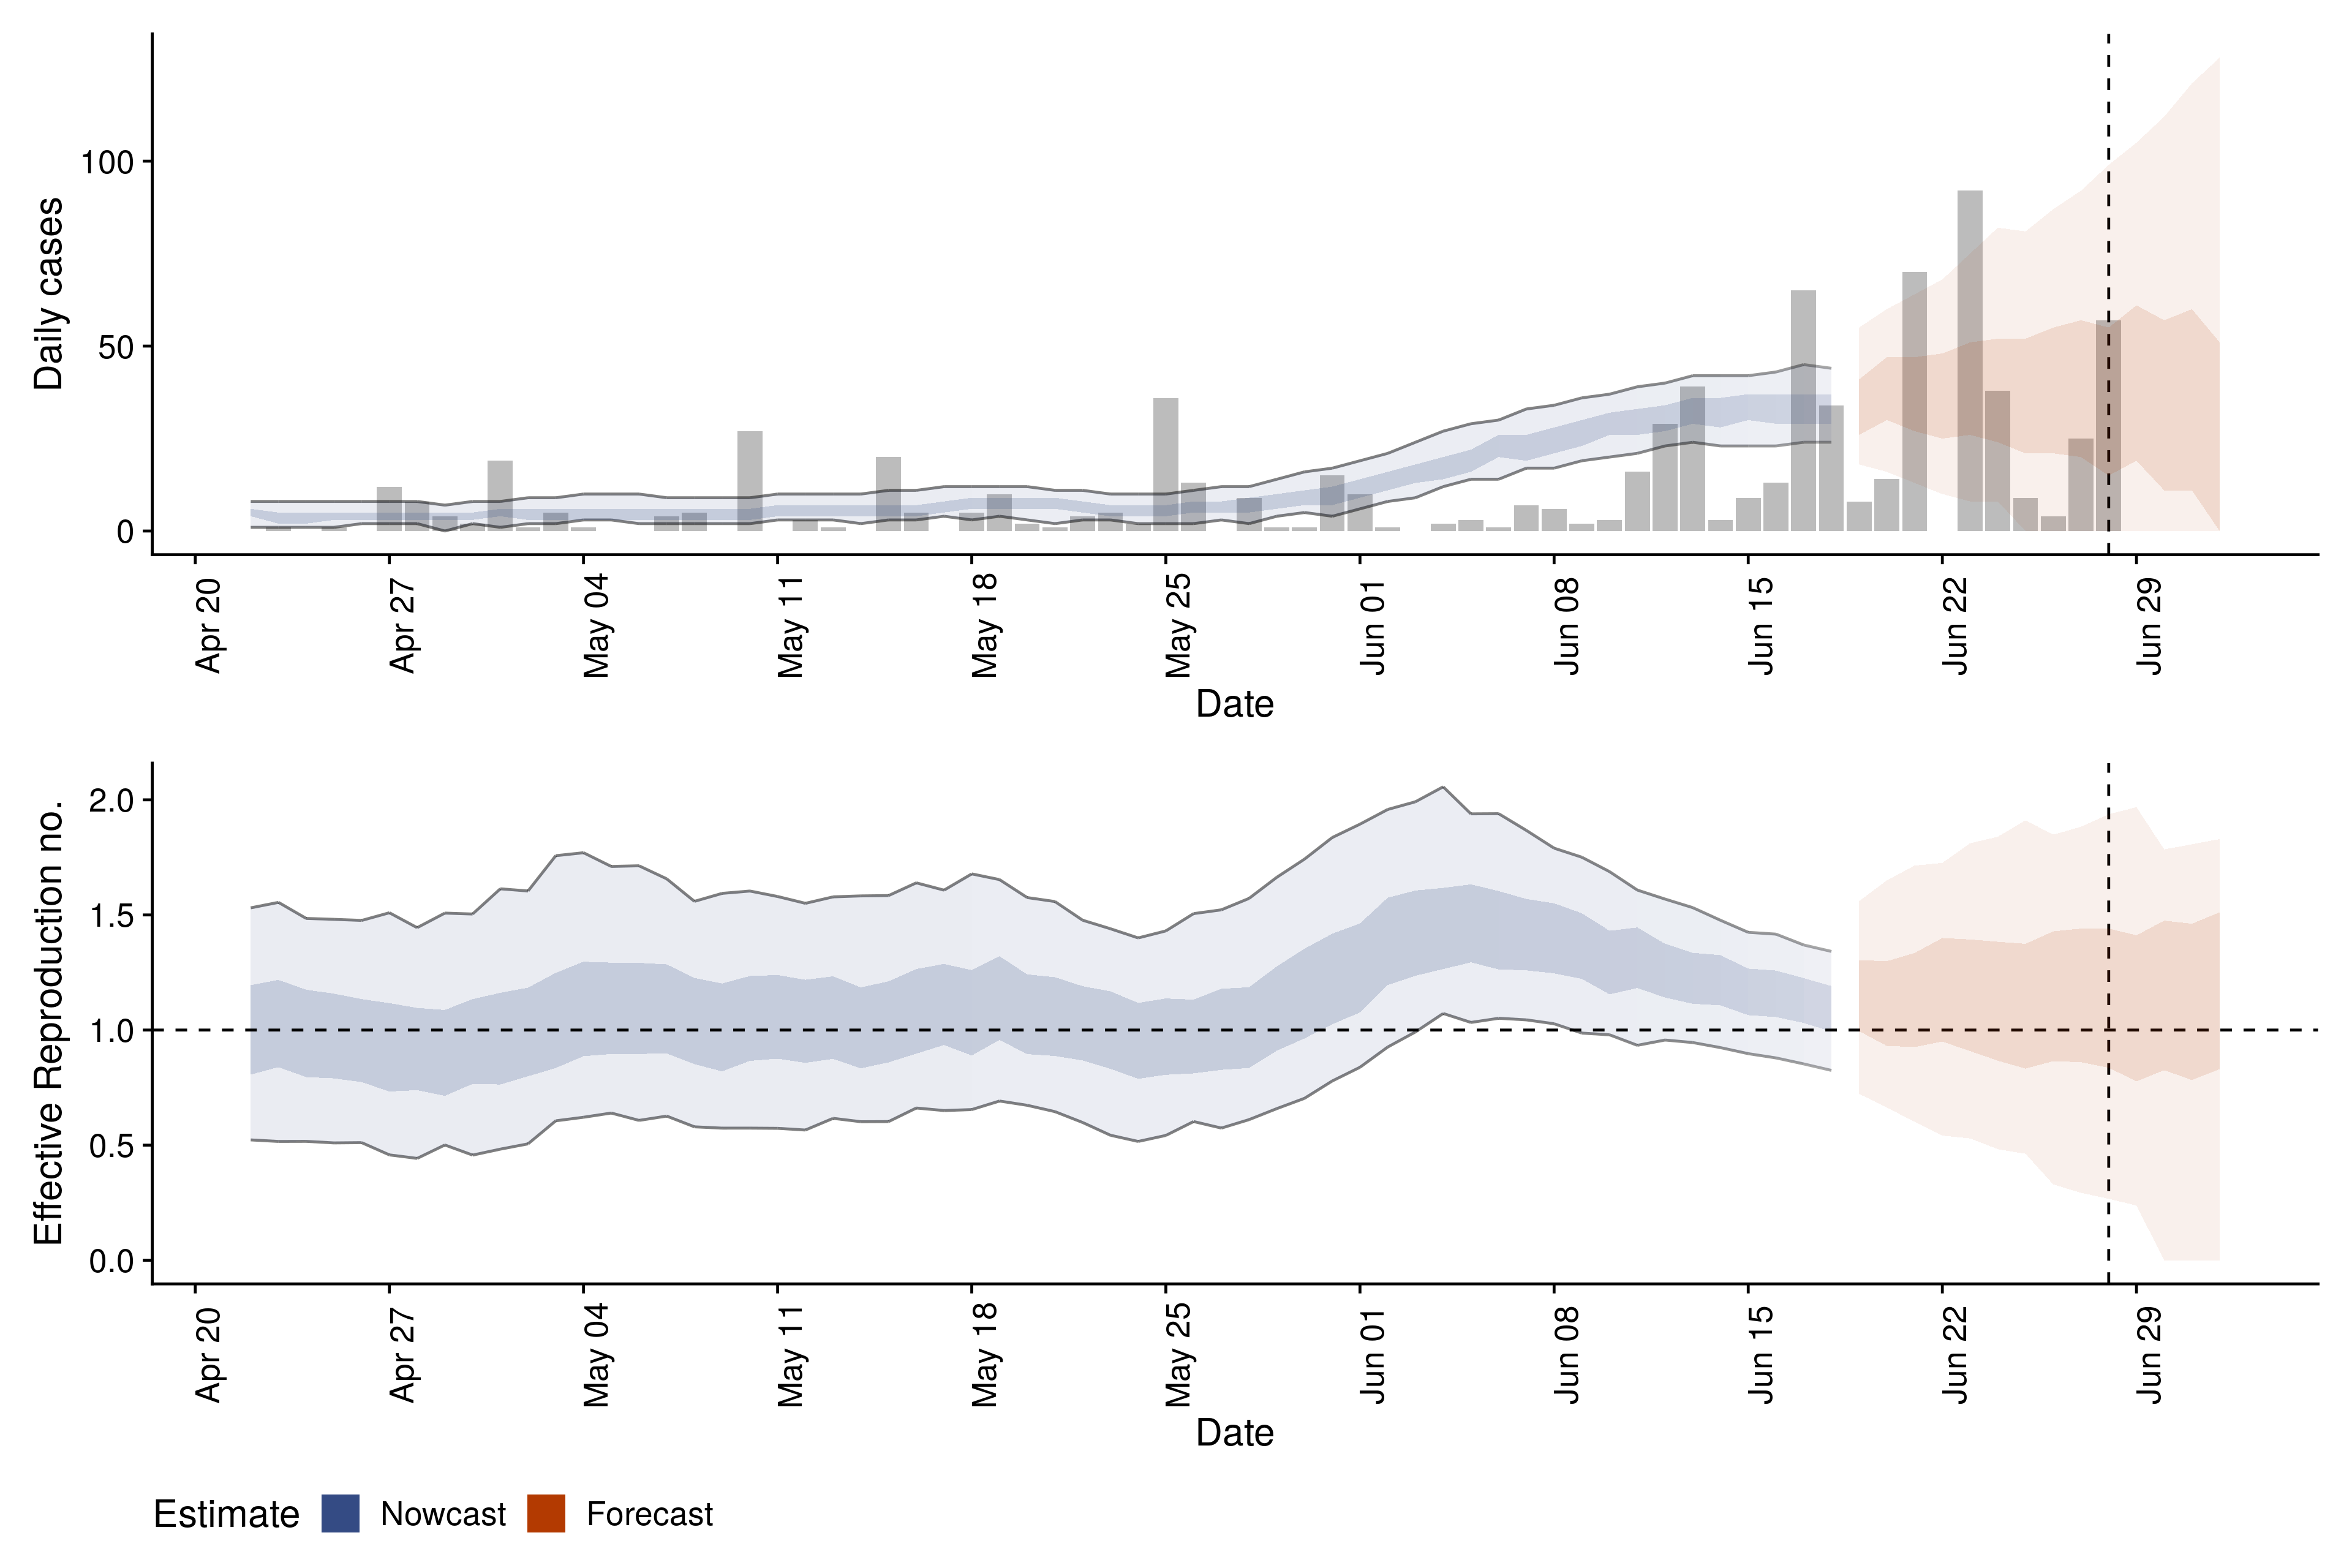 Daily cases
100
50
0
Apr 20
Apr 27
May 04
May 11
May 18
May 25
Jun 01
Jun 08
Jun 15
Jun 22
Jun 29
Date
Effective Reproduction no.
2.0
1.5
1.0
0.5
0.0
Apr 20
Apr 27
May 04
May 11
May 18
May 25
Jun 01
Jun 08
Jun 15
Jun 22
Jun 29
Date
Estimate Nowcast Forecast